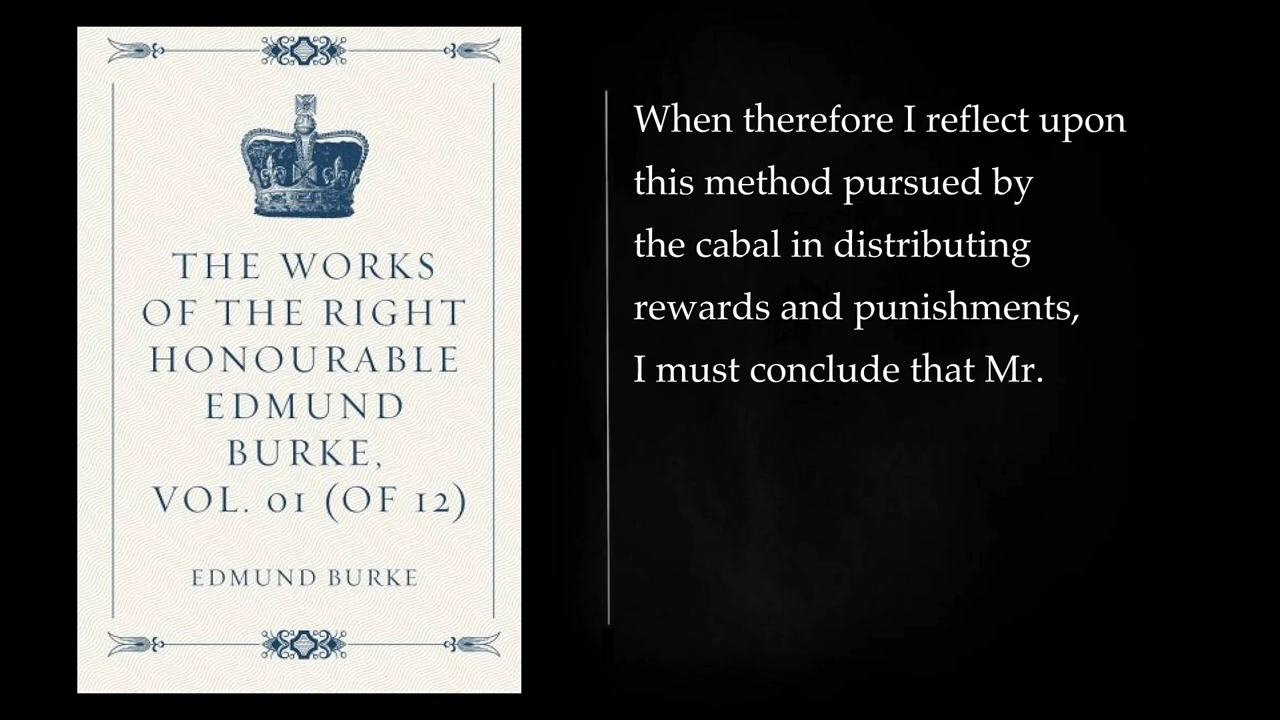 THE WORKS
OF THE RIGHT
HONOURABLE
EDMUND
BURKE,
VOL. 01 (OF 12)
EDMUND BURKE
When therefore I reflect upon
this method pursued by
the cabal in distributing
rewards and punishments,
I must conclude that Mr.